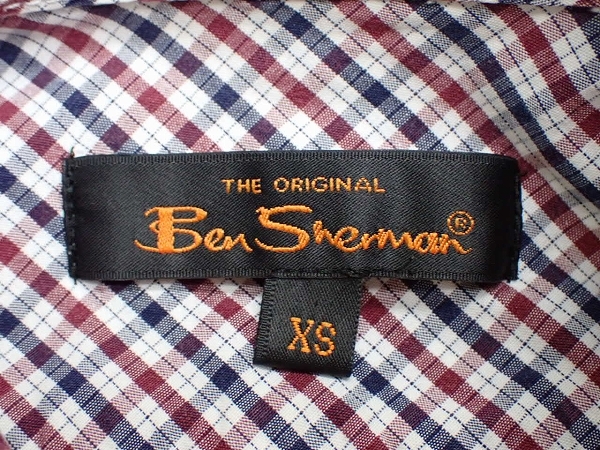 THE ORIGINAL
Ben Sherman®
XS